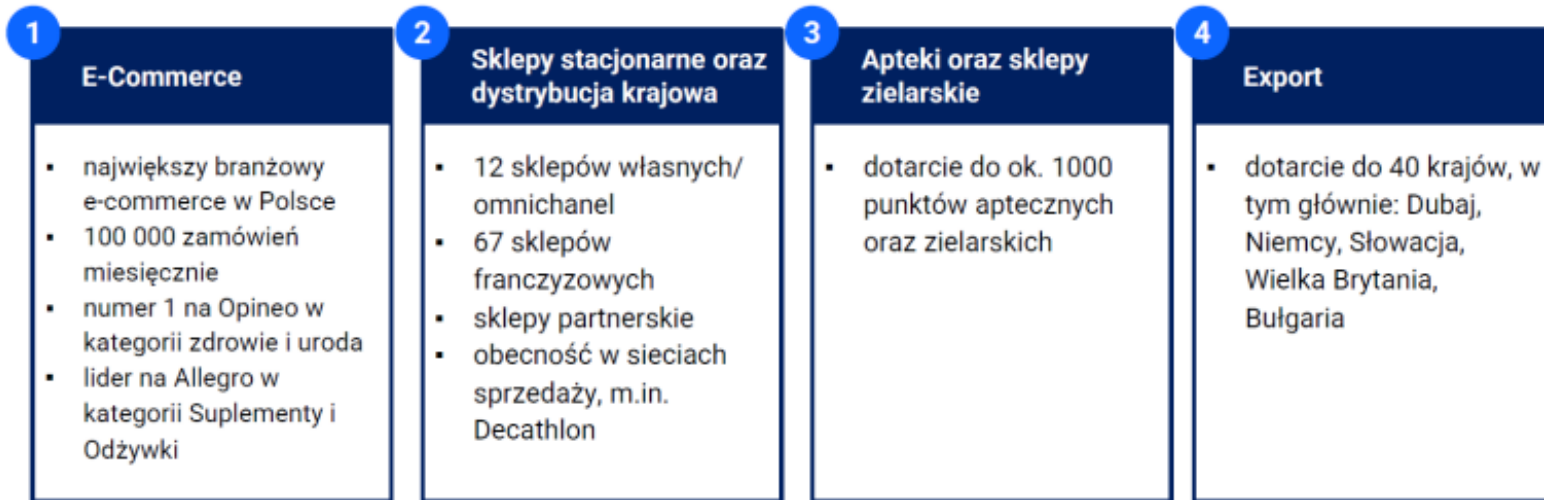 1
E-Commerce
▪ największy branżowy
e-commerce w Polsce
▪ 100 000 zamówień
miesięcznie
▪ numer 1 na Opineo w
kategorii zdrowie i uroda
▪ lider na Allegro w
kategorii Suplementy i
Odżywki
2
Sklepy stacjonarne oraz
dystrybucja krajowa
▪ 12 sklepów własnych/
omnichanel
▪ 67 sklepów
franczyzowych
▪ sklepy partnerskie
▪ obecność w sieciach
sprzedaży, m.in.
Decathlon
3
Apteki oraz sklepy
zielarskie
▪ dotarcie do ok. 1000
punktów aptecznych
oraz zielarskich
4
Export
▪ dotarcie do 40 krajów, w
tym głównie: Dubaj,
Niemcy, Słowacja,
Wielka Brytania,
Bułgaria